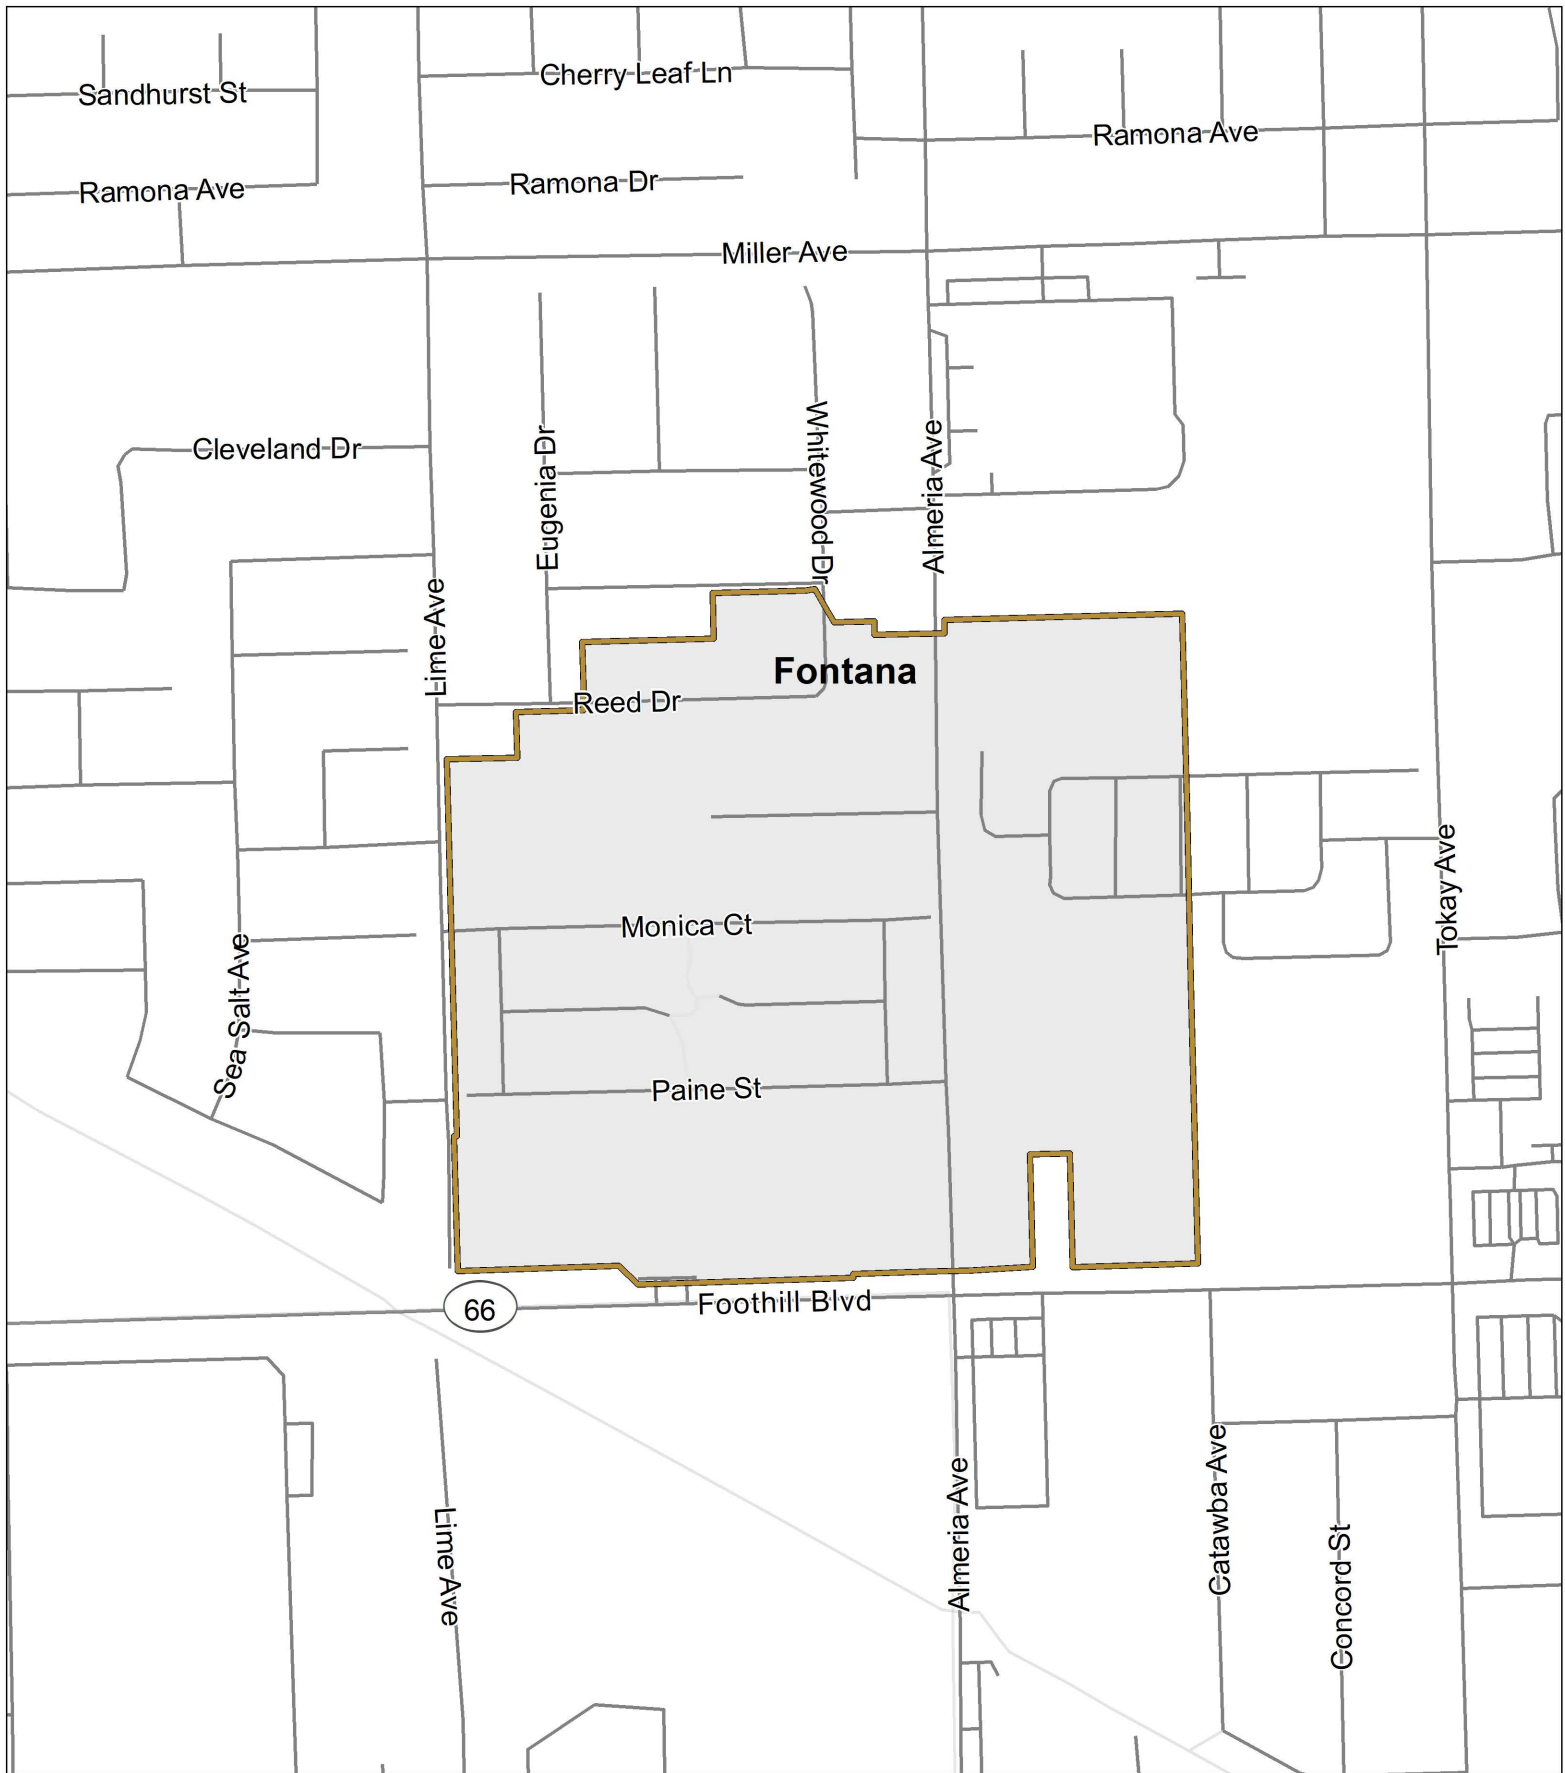 Cherry Leaf Ln
Sandhurst St
Ramona Ave
Ramona Dr
Ramona Ave
Miller Ave
Cleveland Dr
Eugenia Dr
Whitewood Dr
Almeria Ave
Lime Ave
Fontana
Reed Dr
Tokay Ave
Monica Ct
Sea Salt Ave
Paine St
66
Foothill Blvd
Lime Ave
Almeria Ave
Catawba Ave
Concord St